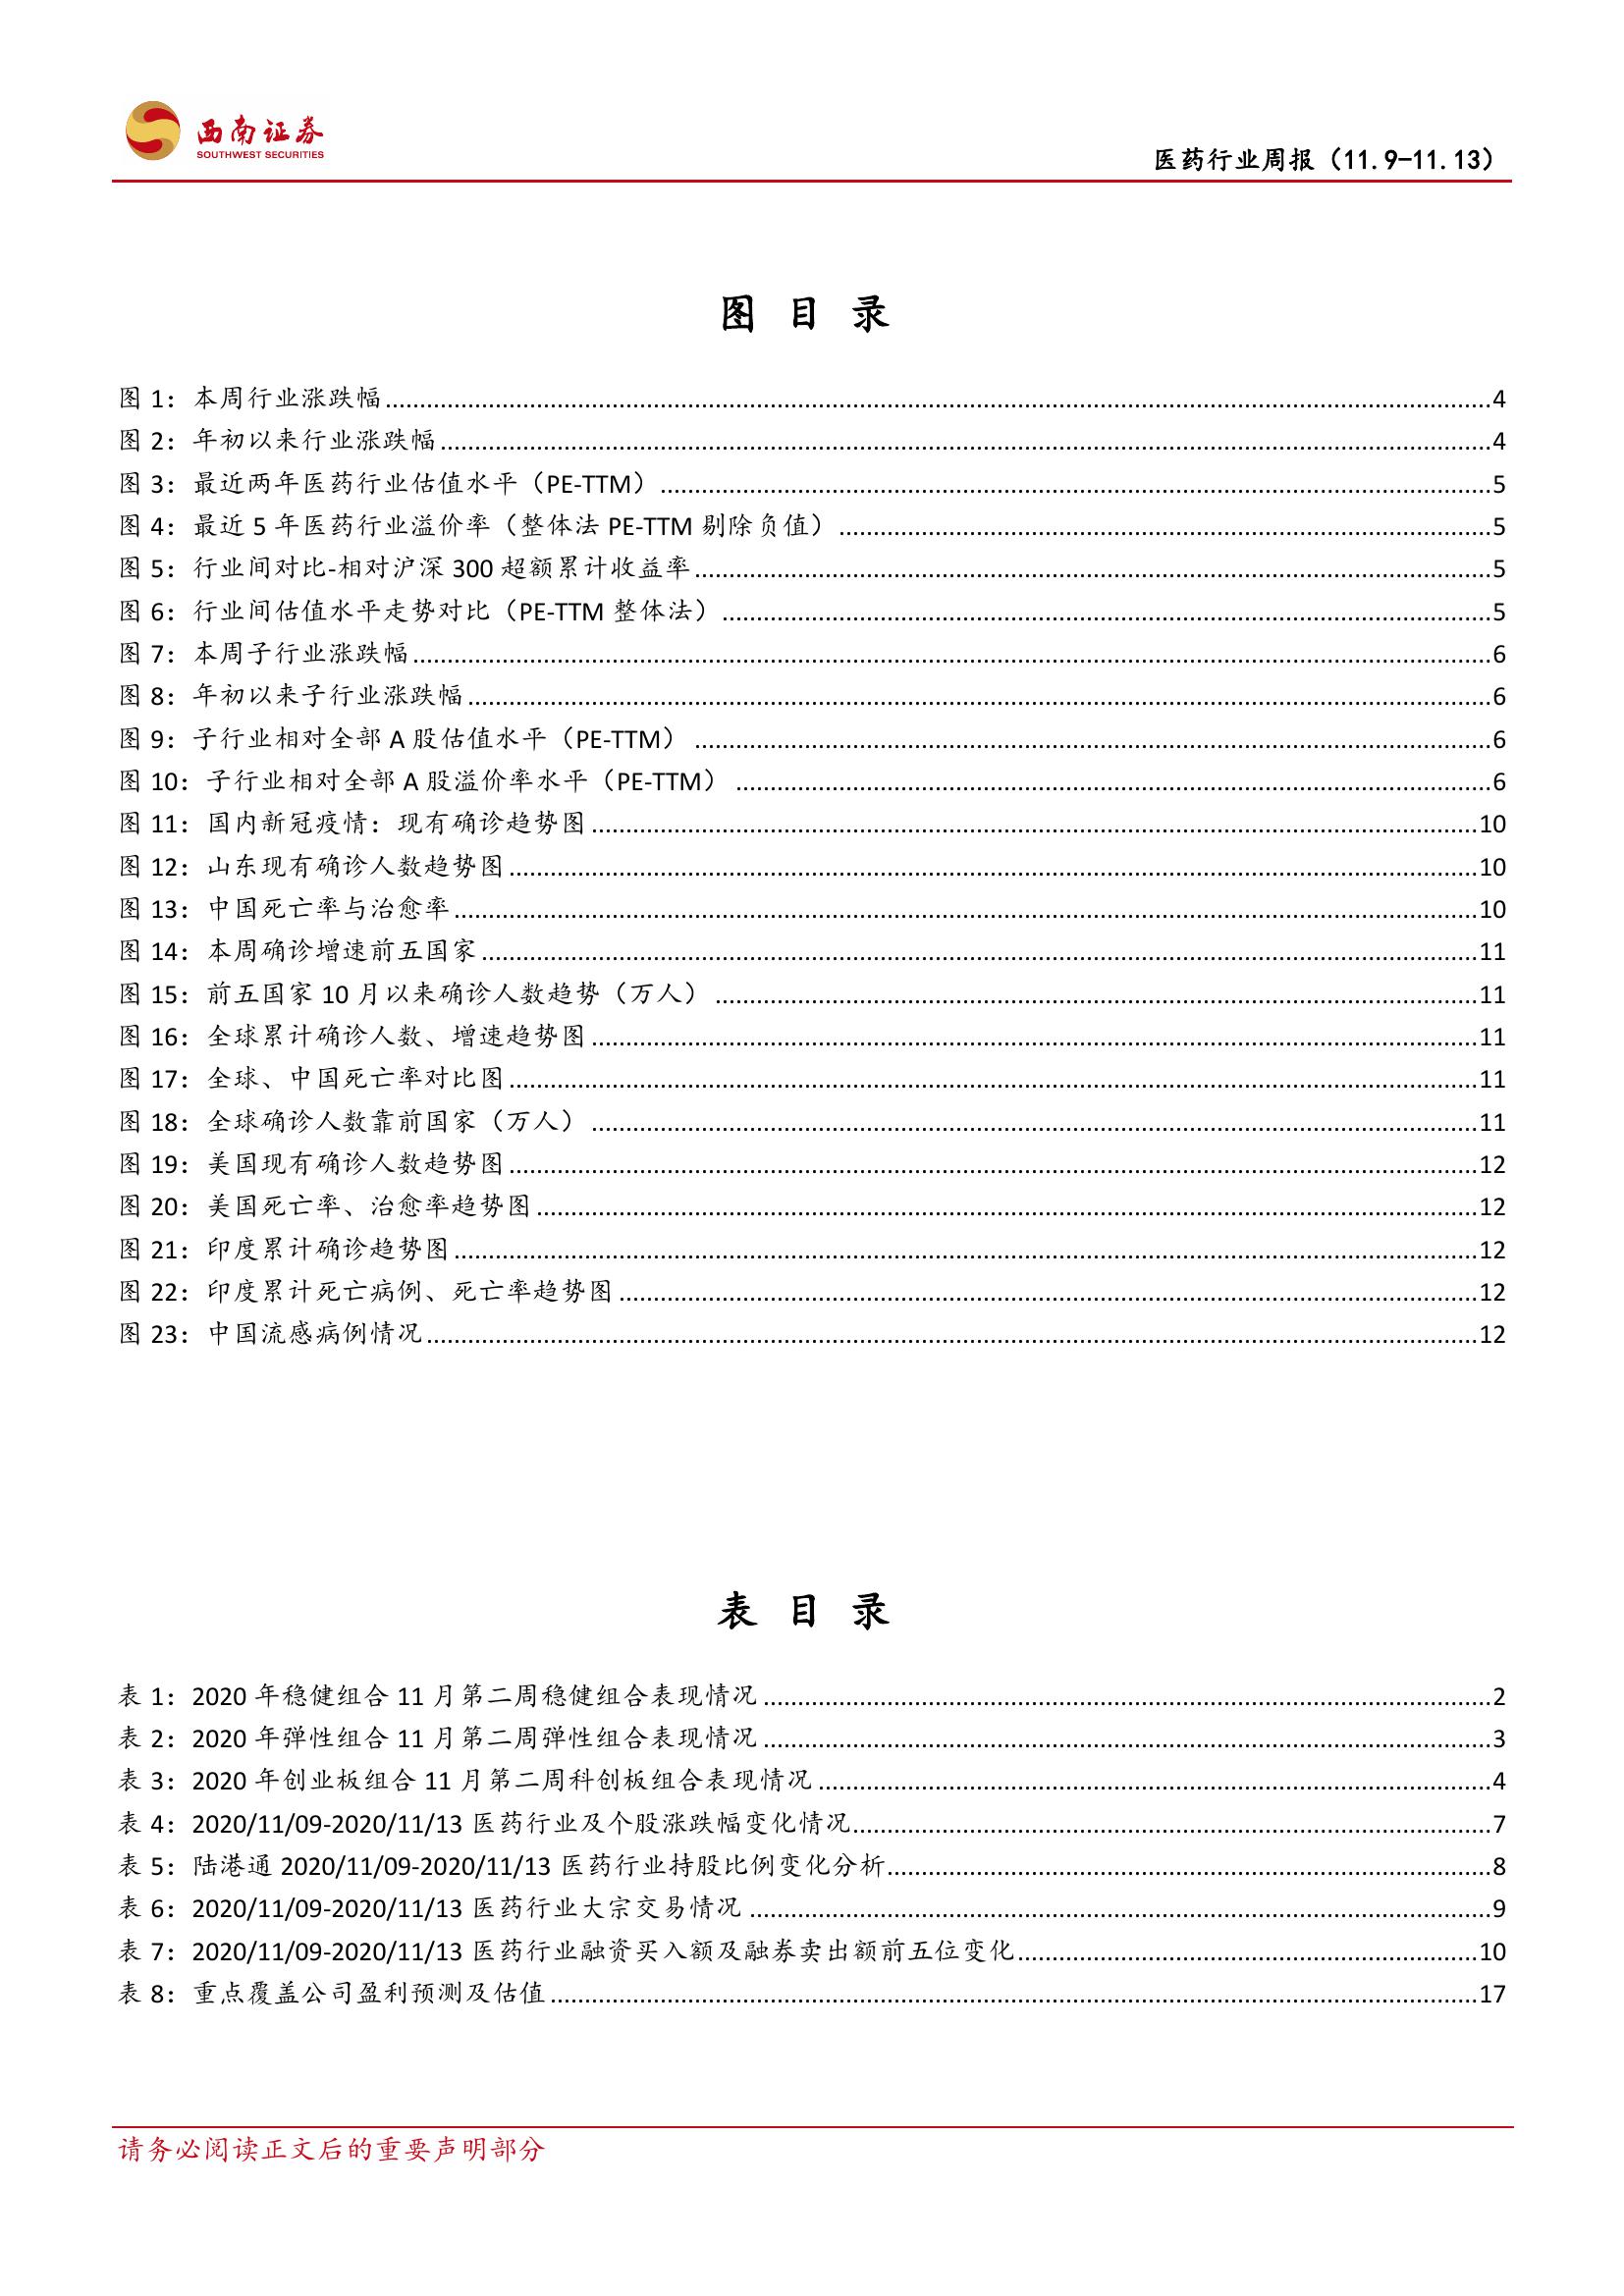 西南证券
SOUTHWEST SECURITIES
医药行业周报（11.9-11.13）
图 目 录
图 1：本周行业涨跌幅........4
图 2：年初以来行业涨跌幅........4
图 3：最近两年医药行业估值水平（PE-TTM）........5
图 4：最近 5 年医药行业溢价率（整体法 PE-TTM 剔除负值）........5
图 5：行业间对比-相对沪深 300 超额累计收益率........5
图 6：行业间估值水平走势对比（PE-TTM 整体法）........5
图 7：本周子行业涨跌幅........6
图 8：年初以来子行业涨跌幅........6
图 9：子行业相对全部 A 股估值水平（PE-TTM）........6
图 10：子行业相对全部 A 股溢价率水平（PE-TTM）........6
图 11：国内新冠疫情：现有确诊趋势图........10
图 12：山东现有确诊人数趋势图........10
图 13：中国死亡率与治愈率........10
图 14：本周确诊增速前五国家........11
图 15：前五国家 10 月以来确诊人数趋势（万人）........11
图 16：全球累计确诊人数、增速趋势图........11
图 17：全球、中国死亡率对比图........11
图 18：全球确诊人数靠前国家（万人）........11
图 19：美国现有确诊人数趋势图........12
图 20：美国死亡率、治愈率趋势图........12
图 21：印度累计确诊趋势图........12
图 22：印度累计死亡病例、死亡率趋势图........12
图 23：中国流感病例情况........12
表 目 录
表 1：2020 年稳健组合 11 月第二周稳健组合表现情况........2
表 2：2020 年弹性组合 11 月第二周弹性组合表现情况........3
表 3：2020 年创业板组合 11 月第二周科创板组合表现情况........4
表 4：2020/11/09-2020/11/13 医药行业及个股涨跌幅变化情况........7
表 5：陆港通 2020/11/09-2020/11/13 医药行业持股比例变化分析........8
表 6：2020/11/09-2020/11/13 医药行业大宗交易情况........9
表 7：2020/11/09-2020/11/13 医药行业融资买入额及融券卖出额前五位变化........10
表 8：重点覆盖公司盈利预测及估值........17
请务必阅读正文后的重要声明部分